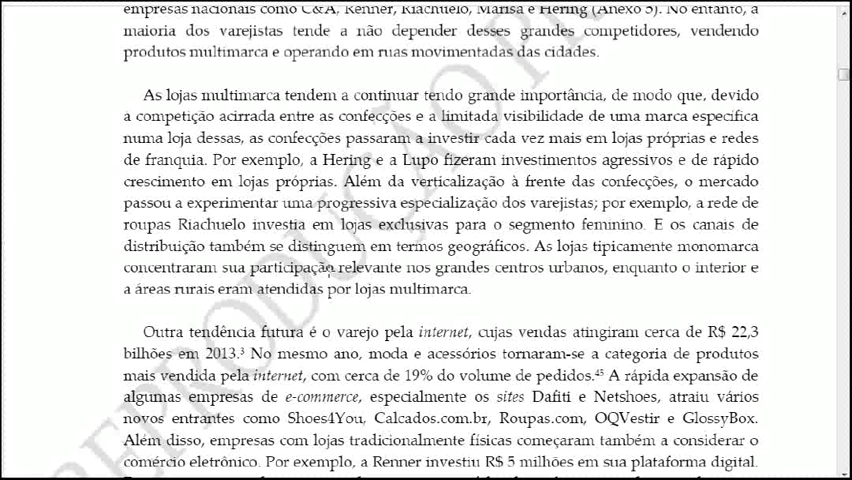 empresas nacionais como C&A, Renner, Riachuelo, Marisa e Hering (Anexo 5). No entanto, a
maioria dos varejistas tende a não depender desses grandes competidores, vendendo
produtos multimarca e operando em ruas movimentadas das cidades.
As lojas multimarca tendem a continuar tendo grande importância, de modo que, devido
à competição acirrada entre as confecções e a limitada visibilidade de uma marca específica
numa loja dessas, as confecções passaram a investir cada vez mais em lojas próprias e redes
de franquia. Por exemplo, a Hering e a Lupo fizeram investimentos agressivos e de rápido
crescimento em lojas próprias. Além da verticalização à frente das confecções, o mercado
passou a experimentar uma progressiva especialização dos varejistas; por exemplo, a rede de
roupas Riachuelo investia em lojas exclusivas para o segmento feminino. E os canais de
distribuição também se distinguem em termos geográficos. As lojas tipicamente monomarca
concentraram sua participação relevante nos grandes centros urbanos, enquanto o interior e
a áreas rurais eram atendidas por lojas multimarca.
Outra tendência futura é o varejo pela internet, cujas vendas atingiram cerca de R$ 22,3
bilhões em 2013.³ No mesmo ano, moda e acessórios tornaram-se a categoria de produtos
mais vendida pela internet, com cerca de 19% do volume de pedidos.⁴⁵ A rápida expansão de
algumas empresas de e-commerce, especialmente os sites Dafiti e Netshoes, atraiu vários
novos entrantes como Shoes4You, Calcados.com.br, Roupas.com, OQVestir e GlossyBox.
Além disso, empresas com lojas tradicionalmente físicas começaram também a considerar o
comércio eletrônico. Por exemplo, a Renner investiu R$ 5 milhões em sua plataforma digital.
REPRODUÇÃO PR